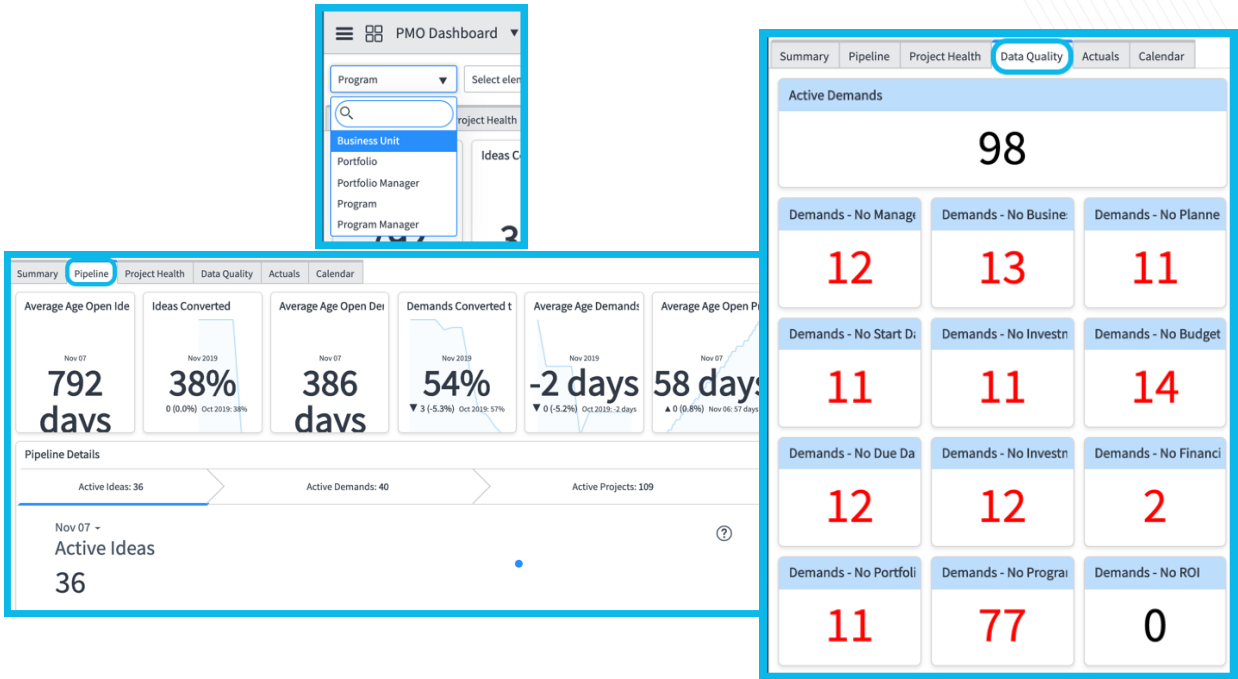 PMO Dashboard
Program
Select elen
roject Health
Business Unit
Portfolio
Portfolio Manager
Program
Program Manager
Ideas C
3
Summary Pipeline Project Health Data Quality Actuals Calendar
Average Age Open Ide
Nov 07
792
days
Ideas Converted
Nov 2019
38%
0 (0.0%) Oct 2019: 38%
Average Age Open Der
Nov 07
386
days
Demands Converted t
Nov 2019
54%
▼ 3 (-5.3%) Oct 2019: 57%
Average Age Demands
Nov 2019
-2 days
▼ 0 (-5.2%) Oct 2019: -2 days
Average Age Open P
Nov 07
58 days
▲ 0 (0.8%) Nov 06: 57 days
Pipeline Details
Active Ideas: 36
Active Demands: 40
Active Projects: 109
Nov 07
Active Ideas
36
Summary Pipeline Project Health Data Quality Actuals Calendar
Active Demands
98
Demands - No Manage
12
Demands - No Busine
13
Demands - No Planne
11
Demands - No Start Da
11
Demands - No Investn
11
Demands - No Budget
14
Demands - No Due Da
12
Demands - No Investn
12
Demands - No Financi
2
Demands - No Portfoli
11
Demands - No Progra
77
Demands - No ROI
0